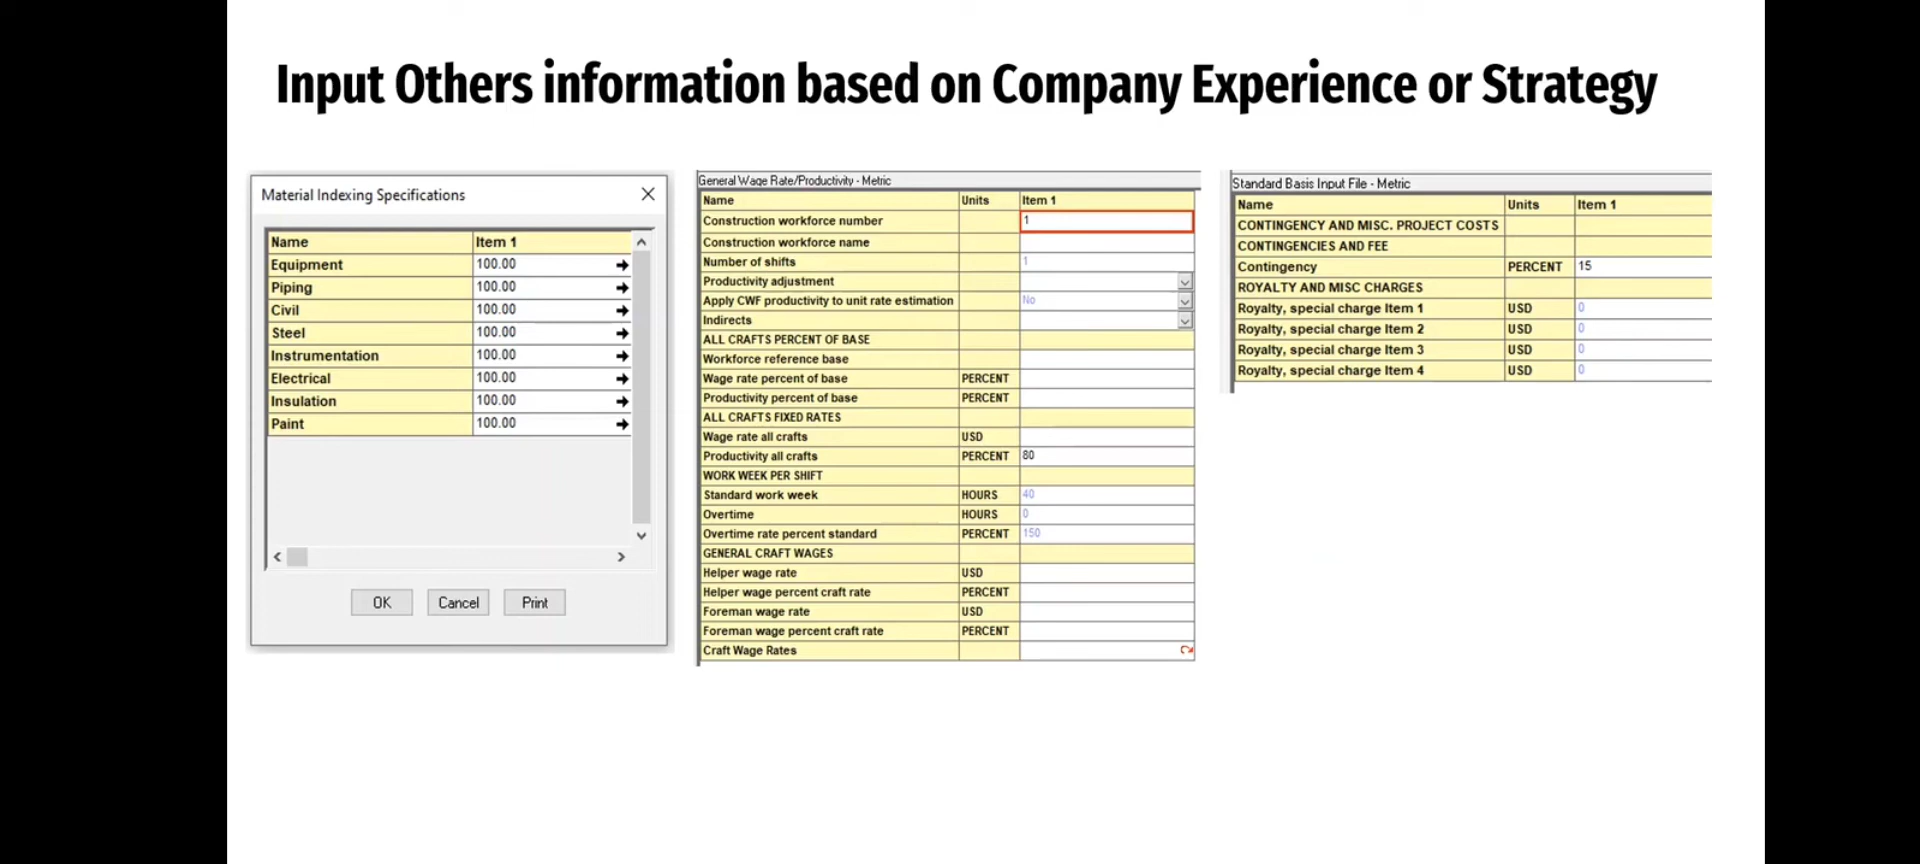 Input Others information based on Company Experience or Strategy
Material Indexing Specifications
Name Item 1
Equipment 100.00
Piping 100.00
Civil 100.00
Steel 100.00
Instrumentation 100.00
Electrical 100.00
Insulation 100.00
Paint 100.00
OK Cancel Print
General Wage Rate/Productivity - Metric
Name Units Item 1
Construction workforce number 1
Construction workforce name
Number of shifts 1
Productivity adjustment
Apply CWF productivity to unit rate estimation No
Indirects
ALL CRAFTS PERCENT OF BASE
Workforce reference base
Wage rate percent of base PERCENT
Productivity percent of base PERCENT
ALL CRAFTS FIXED RATES
Wage rate all crafts USD
Productivity all crafts PERCENT 80
WORK WEEK PER SHIFT
Standard work week HOURS 40
Overtime HOURS 0
Overtime rate percent standard PERCENT 150
GENERAL CRAFT WAGES
Helper wage rate USD
Helper wage percent craft rate PERCENT
Foreman wage rate USD
Foreman wage percent craft rate PERCENT
Craft Wage Rates
Standard Basis Input File - Metric
Name Units Item 1
CONTINGENCY AND MISC. PROJECT COSTS
CONTINGENCIES AND FEE
Contingency PERCENT 15
ROYALTY AND MISC CHARGES
Royalty, special charge Item 1 USD 0
Royalty, special charge Item 2 USD 0
Royalty, special charge Item 3 USD 0
Royalty, special charge Item 4 USD 0